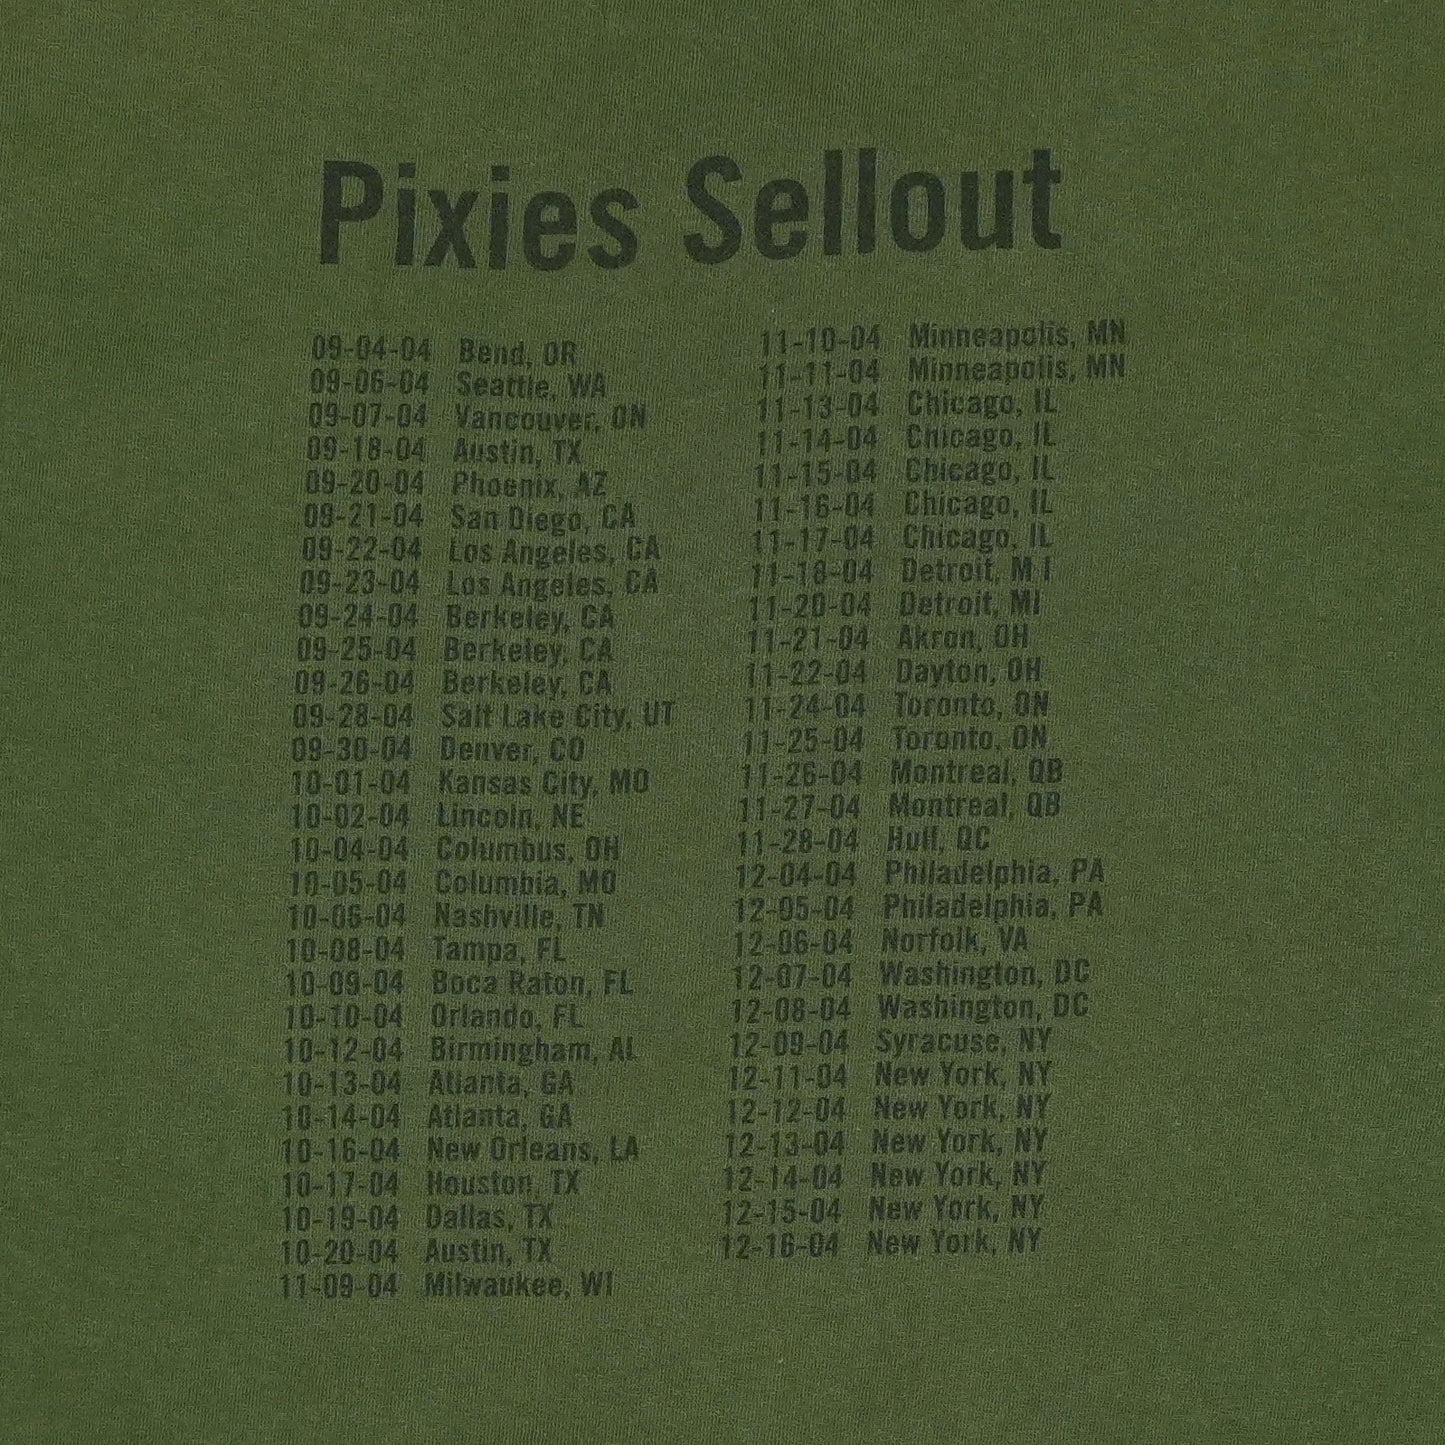 Pixies Sellout
09-04-04 Bend, OR
09-06-04 Seattle, WA
09-07-04 Vancouver, ON
09-18-04 Austin, TX
09-20-04 Phoenix, AZ
09-21-04 San Diego, CA
09-22-04 Los Angeles, CA
09-23-04 Los Angeles, CA
09-24-04 Berkeley, CA
09-25-04 Berkeley, CA
09-26-04 Berkeley, CA
09-28-04 Salt Lake City, UT
09-30-04 Denver, CO
10-01-04 Kansas City, MO
10-02-04 Lincoln, NE
10-04-04 Columbus, OH
10-05-04 Columbia, MO
10-06-04 Nashville, TN
10-08-04 Tampa, FL
10-09-04 Boca Raton, FL
10-10-04 Orlando, FL
10-12-04 Birmingham, AL
10-13-04 Atlanta, GA
10-14-04 Atlanta, GA
10-16-04 New Orleans, LA
10-17-04 Houston, TX
10-19-04 Dallas, TX
10-20-04 Austin, TX
11-09-04 Milwaukee, WI
11-10-04 Minneapolis, MN
11-11-04 Minneapolis, MN
11-13-04 Chicago, IL
11-14-04 Chicago, IL
11-15-04 Chicago, IL
11-16-04 Chicago, IL
11-17-04 Chicago, IL
11-18-04 Detroit, M I
11-20-04 Detroit, MI
11-21-04 Akron, OH
11-22-04 Dayton, OH
11-24-04 Toronto, ON
11-25-04 Toronto, ON
11-26-04 Montreal, QB
11-27-04 Montreal, QB
11-28-04 Hull, QC
12-04-04 Philadelphia, PA
12-05-04 Philadelphia, PA
12-06-04 Norfolk, VA
12-07-04 Washington, DC
12-08-04 Washington, DC
12-09-04 Syracuse, NY
12-11-04 New York, NY
12-12-04 New York, NY
12-13-04 New York, NY
12-14-04 New York, NY
12-15-04 New York, NY
12-16-04 New York, NY